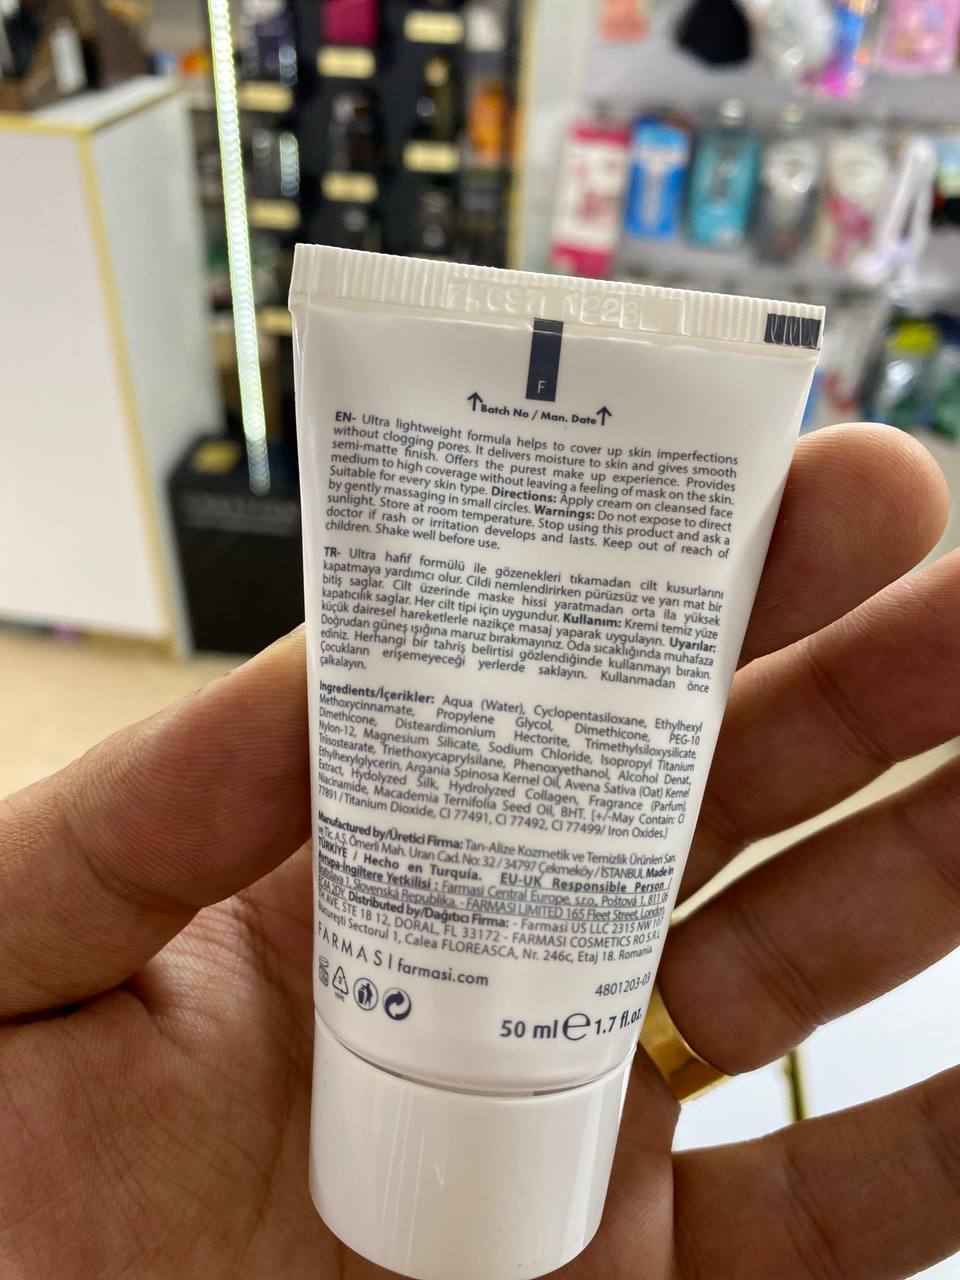 F
Batch No / Man. Date
EN- Ultra lightweight formula helps to cover up skin imperfections
without clogging pores. It delivers moisture to skin and gives smooth
semi-matte finish. Offers the purest make up experience. Provides
medium to high coverage without leaving a feeling of mask on the skin.
Suitable for every skin type. Directions: Apply cream on cleansed face
by gently massaging in small circles. Warnings: Do not expose to direct
sunlight. Store at room temperature. Stop using this product and ask a
doctor if rash or irritation develops and lasts. Keep out of reach of
children. Shake well before use.
TR- Ultra hafif formülü ile gözenekleri tıkamadan cilt kusurlarını
kapatmaya yardımcı olur. Cildi nemlendirirken pürüzsüz ve yarı mat bir
bitiş saglar. Cilt üzerinde maske hissi yaratmadan orta ila yüksek
kapatıcılık saglar. Her cilt tipi için uygundur. Kullanım: Kremi temiz yüze
küçük dairesel hareketlerle nazikçe masaj yaparak uygulayın. Uyarılar:
Doğrudan güneş ışığına maruz bırakmayınız. Oda sıcaklığında muhafaza
ediniz. Herhangi bir tahriş belirtisi gözlendiğinde kullanmayı bırakın.
Çocukların erişemeyeceği yerlerde saklayın. Kullanmadan önce
çalkalayın.
Ingredients/İçerikler: Aqua (Water), Cyclopentasiloxane, Ethylhexyl
Methoxycinnamate, Propylene Glycol, Dimethicone, PEG-10
Dimethicone, Disteardimonium Hectorite, Trimethylsiloxysilicate,
Nylon-12, Magnesium Silicate, Sodium Chloride, Isopropyl Titanium
Triisostearate, Triethoxycaprylsilane, Phenoxyethanol, Alcohol Denat,
Ethylhexylglycerin, Argania Spinosa Kernel Oil, Avena Sativa (Oat) Kernel
Extract, Hydolyzed Silk, Hydrolyzed Collagen, Fragrance (Parfum),
Niacinamide, Macademia Ternifolia Seed Oil, BHT. [+/-May Contain: CI
77891/Titanium Dioxide, CI 77491, CI 77492, CI 77499/ Iron Oxides.]
Manufactured by/Üretici Firma: Tan-Alize Kozmetik ve Temizlik Ürünleri San.
ve Tic. A.Ş. Ömerli Mah. Uran Cad. No: 32 / 34797 Çekmeköy / İSTANBUL Made in
TÜRKİYE / Hecho en Turquía. EU-UK Responsible Person /
Avrupa-İngiltere Yetkilisi : Farmasi Central Europe, s.r.o., Poštová 1, 811 06
Bratislava 1, Slovenská Republika. - FARMASI LIMITED 165 Fleet Street, London,
EC4A 2DY. Distributed by/Dağıtıcı Firma: - Farmasi US LLC 2315 NW 107
TH AVE, STE 1B 12, DORAL, FL 33172 - FARMASI COSMETICS RO S.R.L.
Bucureşti Sectorul 1, Calea FLOREASCA, Nr. 246c, Etaj 18. Romania.
FARMASI | farmasi.com
4801203-03
50 ml e 1.7 fl.oz.